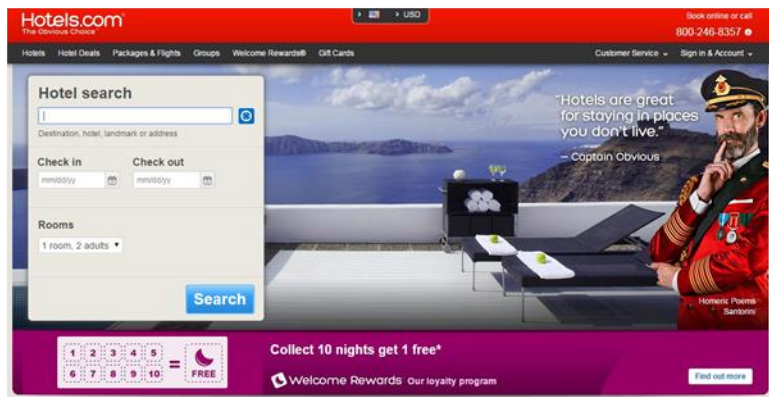 Hotels.com®
The Obvious Choice™
USD
Book online or call
800-246-8357
Hotels Hotel Deals Packages & Flights Groups Welcome Rewards® Gift Cards
Customer Service Sign in & Account
Hotel search
Destination, hotel, landmark or address
Check in Check out
mm/dd/yy mm/dd/yy
Rooms
1 room, 2 adults
Search
"Hotels are great
for staying in places
you don't live."
– Captain Obvious
Homeric Poems
Santorini
1 2 3 4 5
6 7 8 9 10 = FREE
Collect 10 nights get 1 free*
Welcome Rewards® Our loyalty program
Find out more